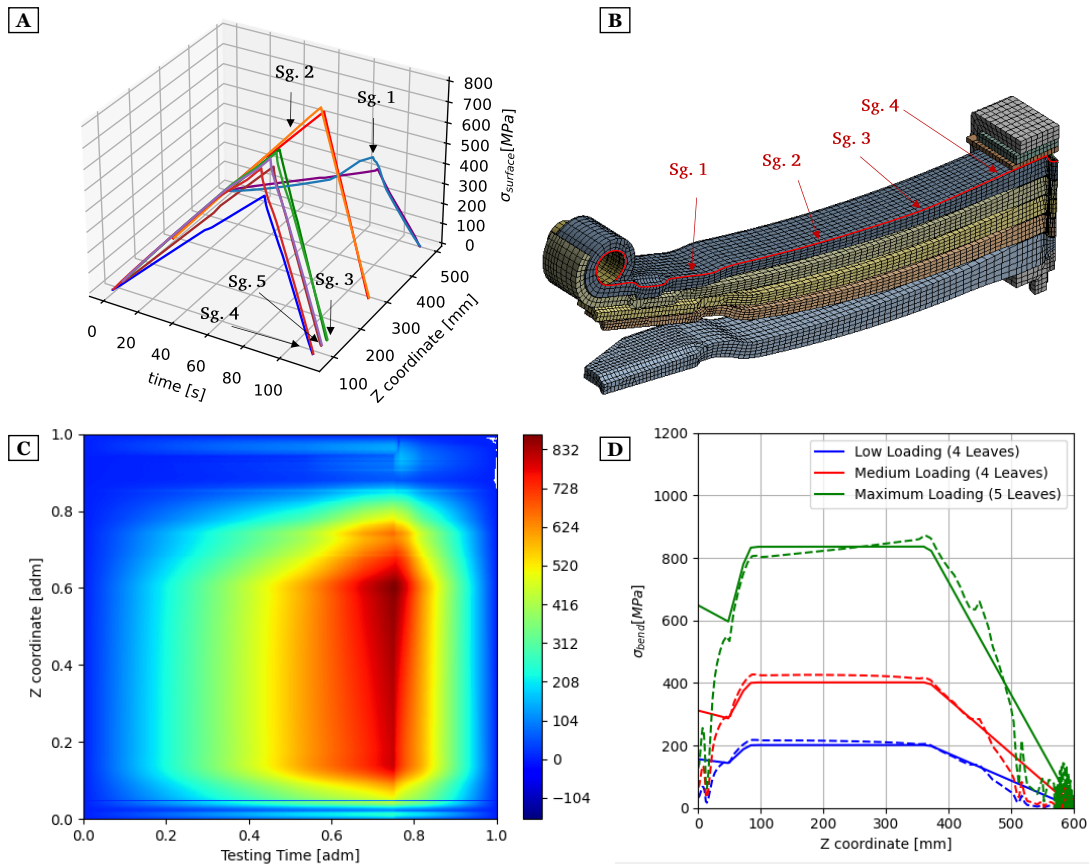 A
Sg. 2
Sg. 1
Sg. 5
Sg. 3
Sg. 4
0
20
40
60
80
100
time [s]
100
200
300
400
500
Z coordinate [mm]
800
700
600
500
400
300
200
100
0
σsurface[MPa]
B
Sg. 4
Sg. 3
Sg. 2
Sg. 1
C
1.0
0.8
0.6
0.4
0.2
0.0
Z coordinate [adm]
0.0 0.2 0.4 0.6 0.8 1.0
Testing Time [adm]
832
728
624
520
416
312
208
104
0
−104
D
1200
1000
800
600
400
200
0
σbend[MPa]
Low Loading (4 Leaves)
Medium Loading (4 Leaves)
Maximum Loading (5 Leaves)
0 100 200 300 400 500 600
Z coordinate [mm]